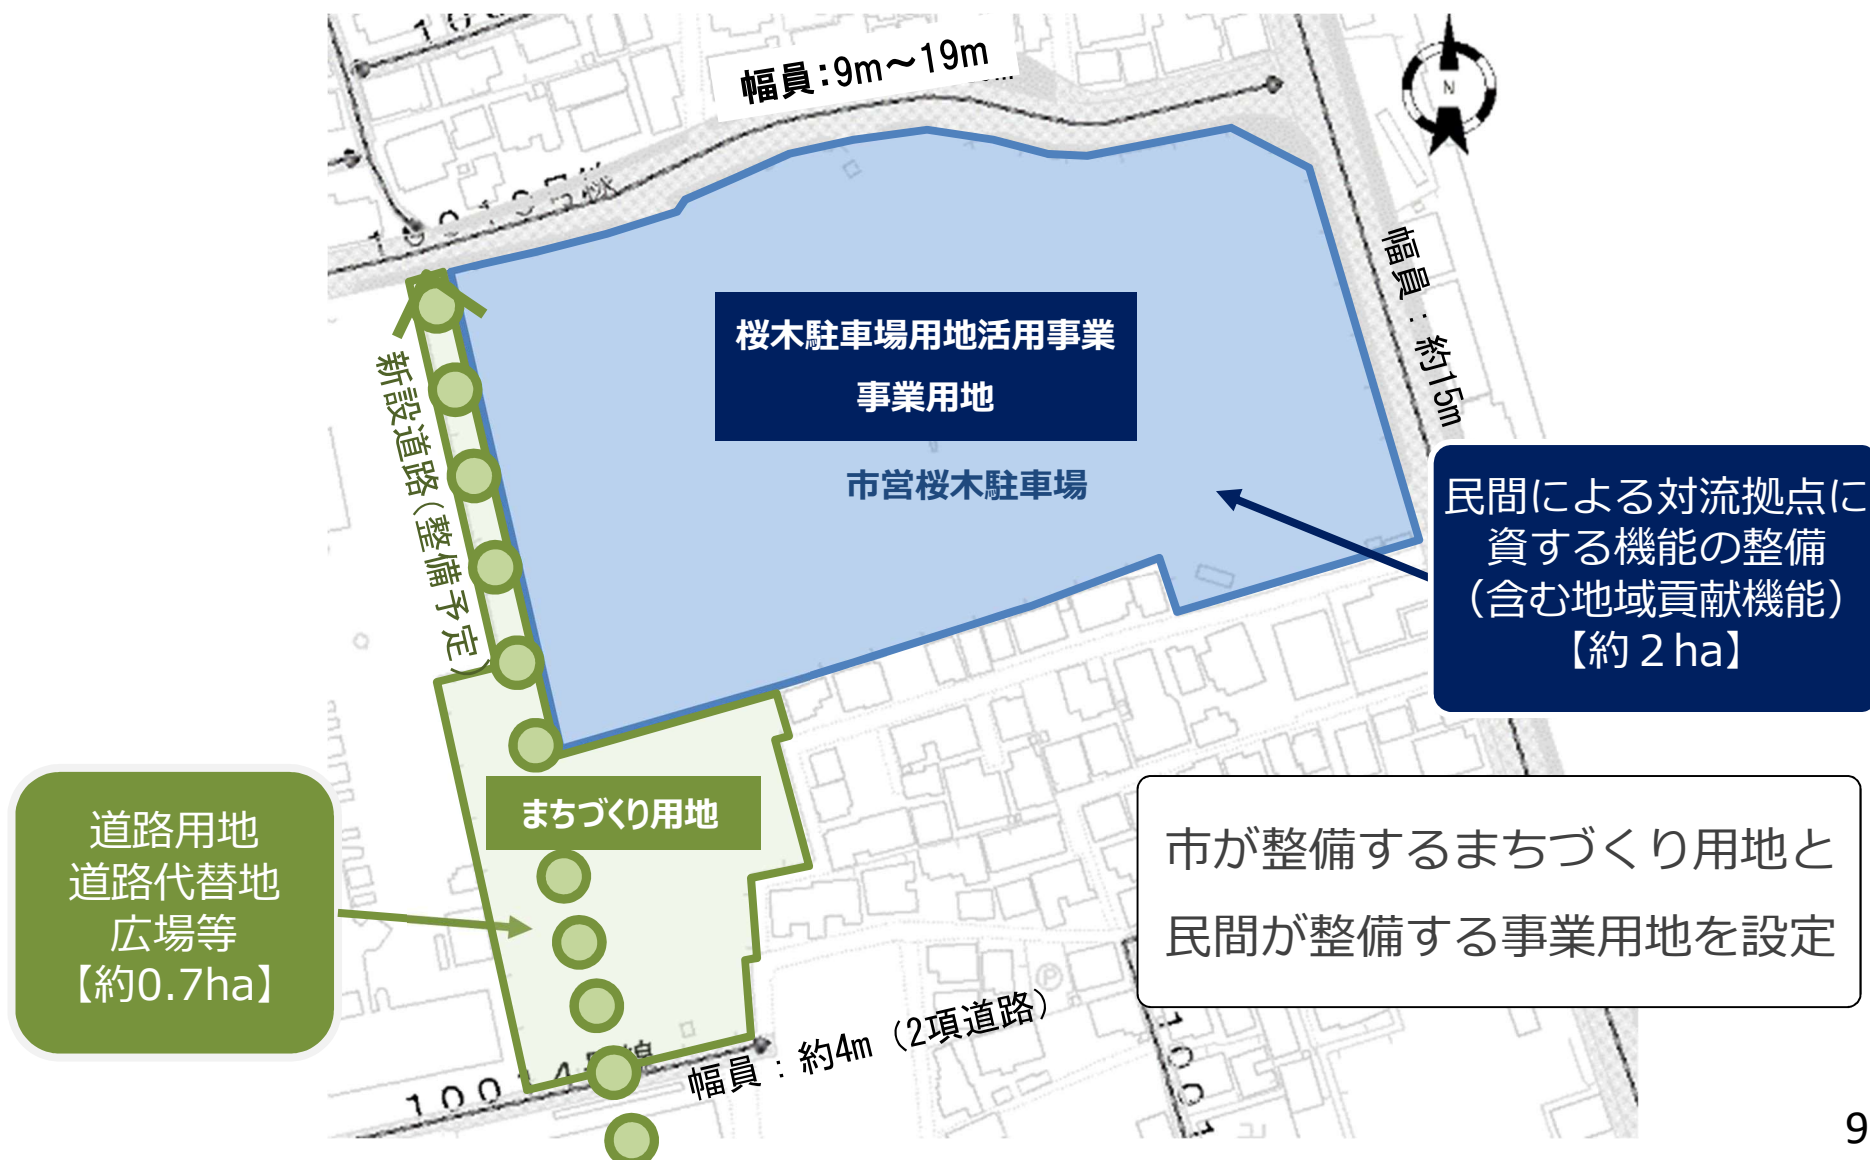 幅員:9m～19m
N
幅員：約15m
桜木駐車場用地活用事業
事業用地
市営桜木駐車場
新設道路（整備予定）
民間による対流拠点に
資する機能の整備
（含む地域貢献機能）
【約２ha】
まちづくり用地
道路用地
道路代替地
広場等
【約0.7ha】
市が整備するまちづくり用地と
民間が整備する事業用地を設定
幅員：約4m（2項道路）
P
9